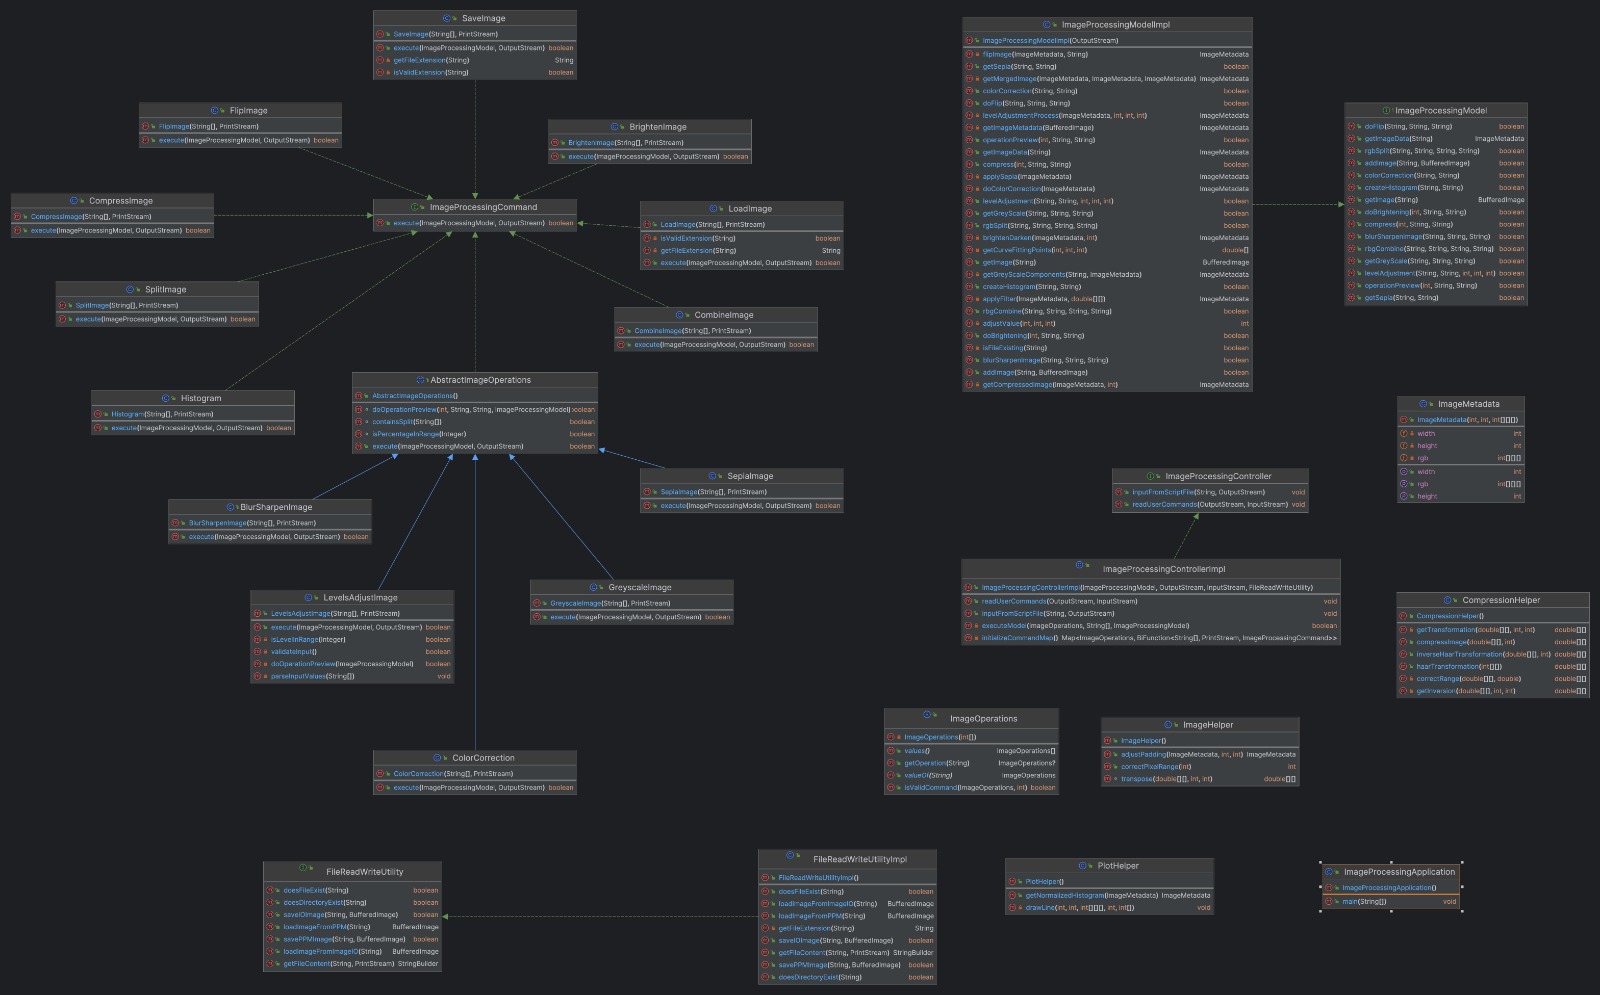 SaveImage
SaveImage(String[], PrintStream)
execute(ImageProcessingModel, OutputStream) boolean
getFileExtension(String) String
isValidExtension(String) boolean
FlipImage
FlipImage(String[], PrintStream)
execute(ImageProcessingModel, OutputStream) boolean
BrightenImage
BrightenImage(String[], PrintStream)
execute(ImageProcessingModel, OutputStream) boolean
CompressImage
CompressImage(String[], PrintStream)
execute(ImageProcessingModel, OutputStream) boolean
ImageProcessingCommand
execute(ImageProcessingModel, OutputStream) boolean
LoadImage
LoadImage(String[], PrintStream)
isValidExtension(String) boolean
getFileExtension(String) String
execute(ImageProcessingModel, OutputStream) boolean
SplitImage
SplitImage(String[], PrintStream)
execute(ImageProcessingModel, OutputStream) boolean
CombineImage
CombineImage(String[], PrintStream)
execute(ImageProcessingModel, OutputStream) boolean
Histogram
Histogram(String[], PrintStream)
execute(ImageProcessingModel, OutputStream) boolean
AbstractImageOperations
AbstractImageOperations()
doOperationPreview(int, String, String, ImageProcessingModel) boolean
containsSplit(String[]) boolean
isPercentageInRange(Integer) boolean
execute(ImageProcessingModel, OutputStream) boolean
SepiaImage
SepiaImage(String[], PrintStream)
execute(ImageProcessingModel, OutputStream) boolean
BlurSharpenImage
BlurSharpenImage(String[], PrintStream)
execute(ImageProcessingModel, OutputStream) boolean
LevelsAdjustImage
LevelsAdjustImage(String[], PrintStream)
execute(ImageProcessingModel, OutputStream) boolean
isLevelInRange(Integer) boolean
validateInput() boolean
doOperationPreview(ImageProcessingModel) boolean
parseInputValues(String[]) void
GreyscaleImage
GreyscaleImage(String[], PrintStream)
execute(ImageProcessingModel, OutputStream) boolean
ColorCorrection
ColorCorrection(String[], PrintStream)
execute(ImageProcessingModel, OutputStream) boolean
ImageProcessingModelImpl
ImageProcessingModelImpl(OutputStream)
flipImage(ImageMetadata, String) ImageMetadata
getSepia(String, String) boolean
getMergedImage(ImageMetadata, ImageMetadata, ImageMetadata) ImageMetadata
colorCorrection(String, String) boolean
doFlip(String, String, String) boolean
levelAdjustmentProcess(ImageMetadata, int, int, int) ImageMetadata
getImageMetadata(BufferedImage) ImageMetadata
operationPreview(int, String, String) boolean
getImageData(String) ImageMetadata
compress(int, String, String) boolean
applySepia(ImageMetadata) ImageMetadata
doColorCorrection(ImageMetadata) ImageMetadata
levelAdjustment(String, String, int, int, int) boolean
getGreyScale(String, String, String) boolean
rgbSplit(String, String, String, String) boolean
brightenDarken(ImageMetadata, int) ImageMetadata
getCurveFittingPoints(int, int, int) double[]
getImage(String) BufferedImage
getGreyScaleComponents(String, ImageMetadata) ImageMetadata
createHistogram(String, String) boolean
applyFilter(ImageMetadata, double[][]) ImageMetadata
rbgCombine(String, String, String, String) boolean
adjustValue(int, int, int) int
doBrightening(int, String, String) boolean
isFileExisting(String) boolean
blurSharpenImage(String, String, String) boolean
addImage(String, BufferedImage) boolean
getCompressedImage(ImageMetadata, int) ImageMetadata
ImageProcessingModel
doFlip(String, String, String) boolean
getImageData(String) ImageMetadata
rgbSplit(String, String, String, String) boolean
addImage(String, BufferedImage) boolean
colorCorrection(String, String) boolean
createHistogram(String, String) boolean
getImage(String) BufferedImage
doBrightening(int, String, String) boolean
compress(int, String, String) boolean
blurSharpenImage(String, String, String) boolean
rbgCombine(String, String, String, String) boolean
getGreyScale(String, String, String) boolean
levelAdjustment(String, String, int, int, int) boolean
operationPreview(int, String, String) boolean
getSepia(String, String) boolean
ImageMetadata
ImageMetadata(int, int, int[][][])
width int
height int
rgb int[][][]
width int
rgb int[][][]
height int
ImageProcessingController
inputFromScriptFile(String, OutputStream) void
readUserCommands(OutputStream, InputStream) void
ImageProcessingControllerImpl
ImageProcessingControllerImpl(ImageProcessingModel, OutputStream, InputStream, FileReadWriteUtility)
readUserCommands(OutputStream, InputStream) void
inputFromScriptFile(String, OutputStream) void
executeModel(ImageOperations, String[], ImageProcessingModel) boolean
initializeCommandMap() Map<ImageOperations, BiFunction<String[], PrintStream, ImageProcessingCommand>>
CompressionHelper
CompressionHelper()
getTransformation(double[][], int, int) double[][]
compressImage(double[][], int) double[][]
inverseHaarTransformation(double[][], int) double[][]
haarTransformation(int[][]) double[][]
correctRange(double[][], double) double[][]
getInversion(double[][], int, int) double[][]
ImageOperations
ImageOperations(int[])
values() ImageOperations[]
getOperation(String) ImageOperations?
valueOf(String) ImageOperations
isValidCommand(ImageOperations, int) boolean
ImageHelper
ImageHelper()
adjustPadding(ImageMetadata, int, int) ImageMetadata
correctPixelRange(int) int
transpose(double[][], int, int) double[][]
FileReadWriteUtility
doesFileExist(String) boolean
doesDirectoryExist(String) boolean
saveIOImage(String, BufferedImage) boolean
loadImageFromPPM(String) BufferedImage
savePPMImage(String, BufferedImage) boolean
loadImageFromImageIO(String) BufferedImage
getFileContent(String, PrintStream) StringBuilder
FileReadWriteUtilityImpl
FileReadWriteUtilityImpl()
doesFileExist(String) boolean
loadImageFromImageIO(String) BufferedImage
loadImageFromPPM(String) BufferedImage
getFileExtension(String) String
saveIOImage(String, BufferedImage) boolean
getFileContent(String, PrintStream) StringBuilder
savePPMImage(String, BufferedImage) boolean
doesDirectoryExist(String) boolean
PlotHelper
PlotHelper()
getNormalizedHistogram(ImageMetadata) ImageMetadata
drawLine(int, int, int[][][], int, int[]) void
ImageProcessingApplication
ImageProcessingApplication()
main(String[]) void